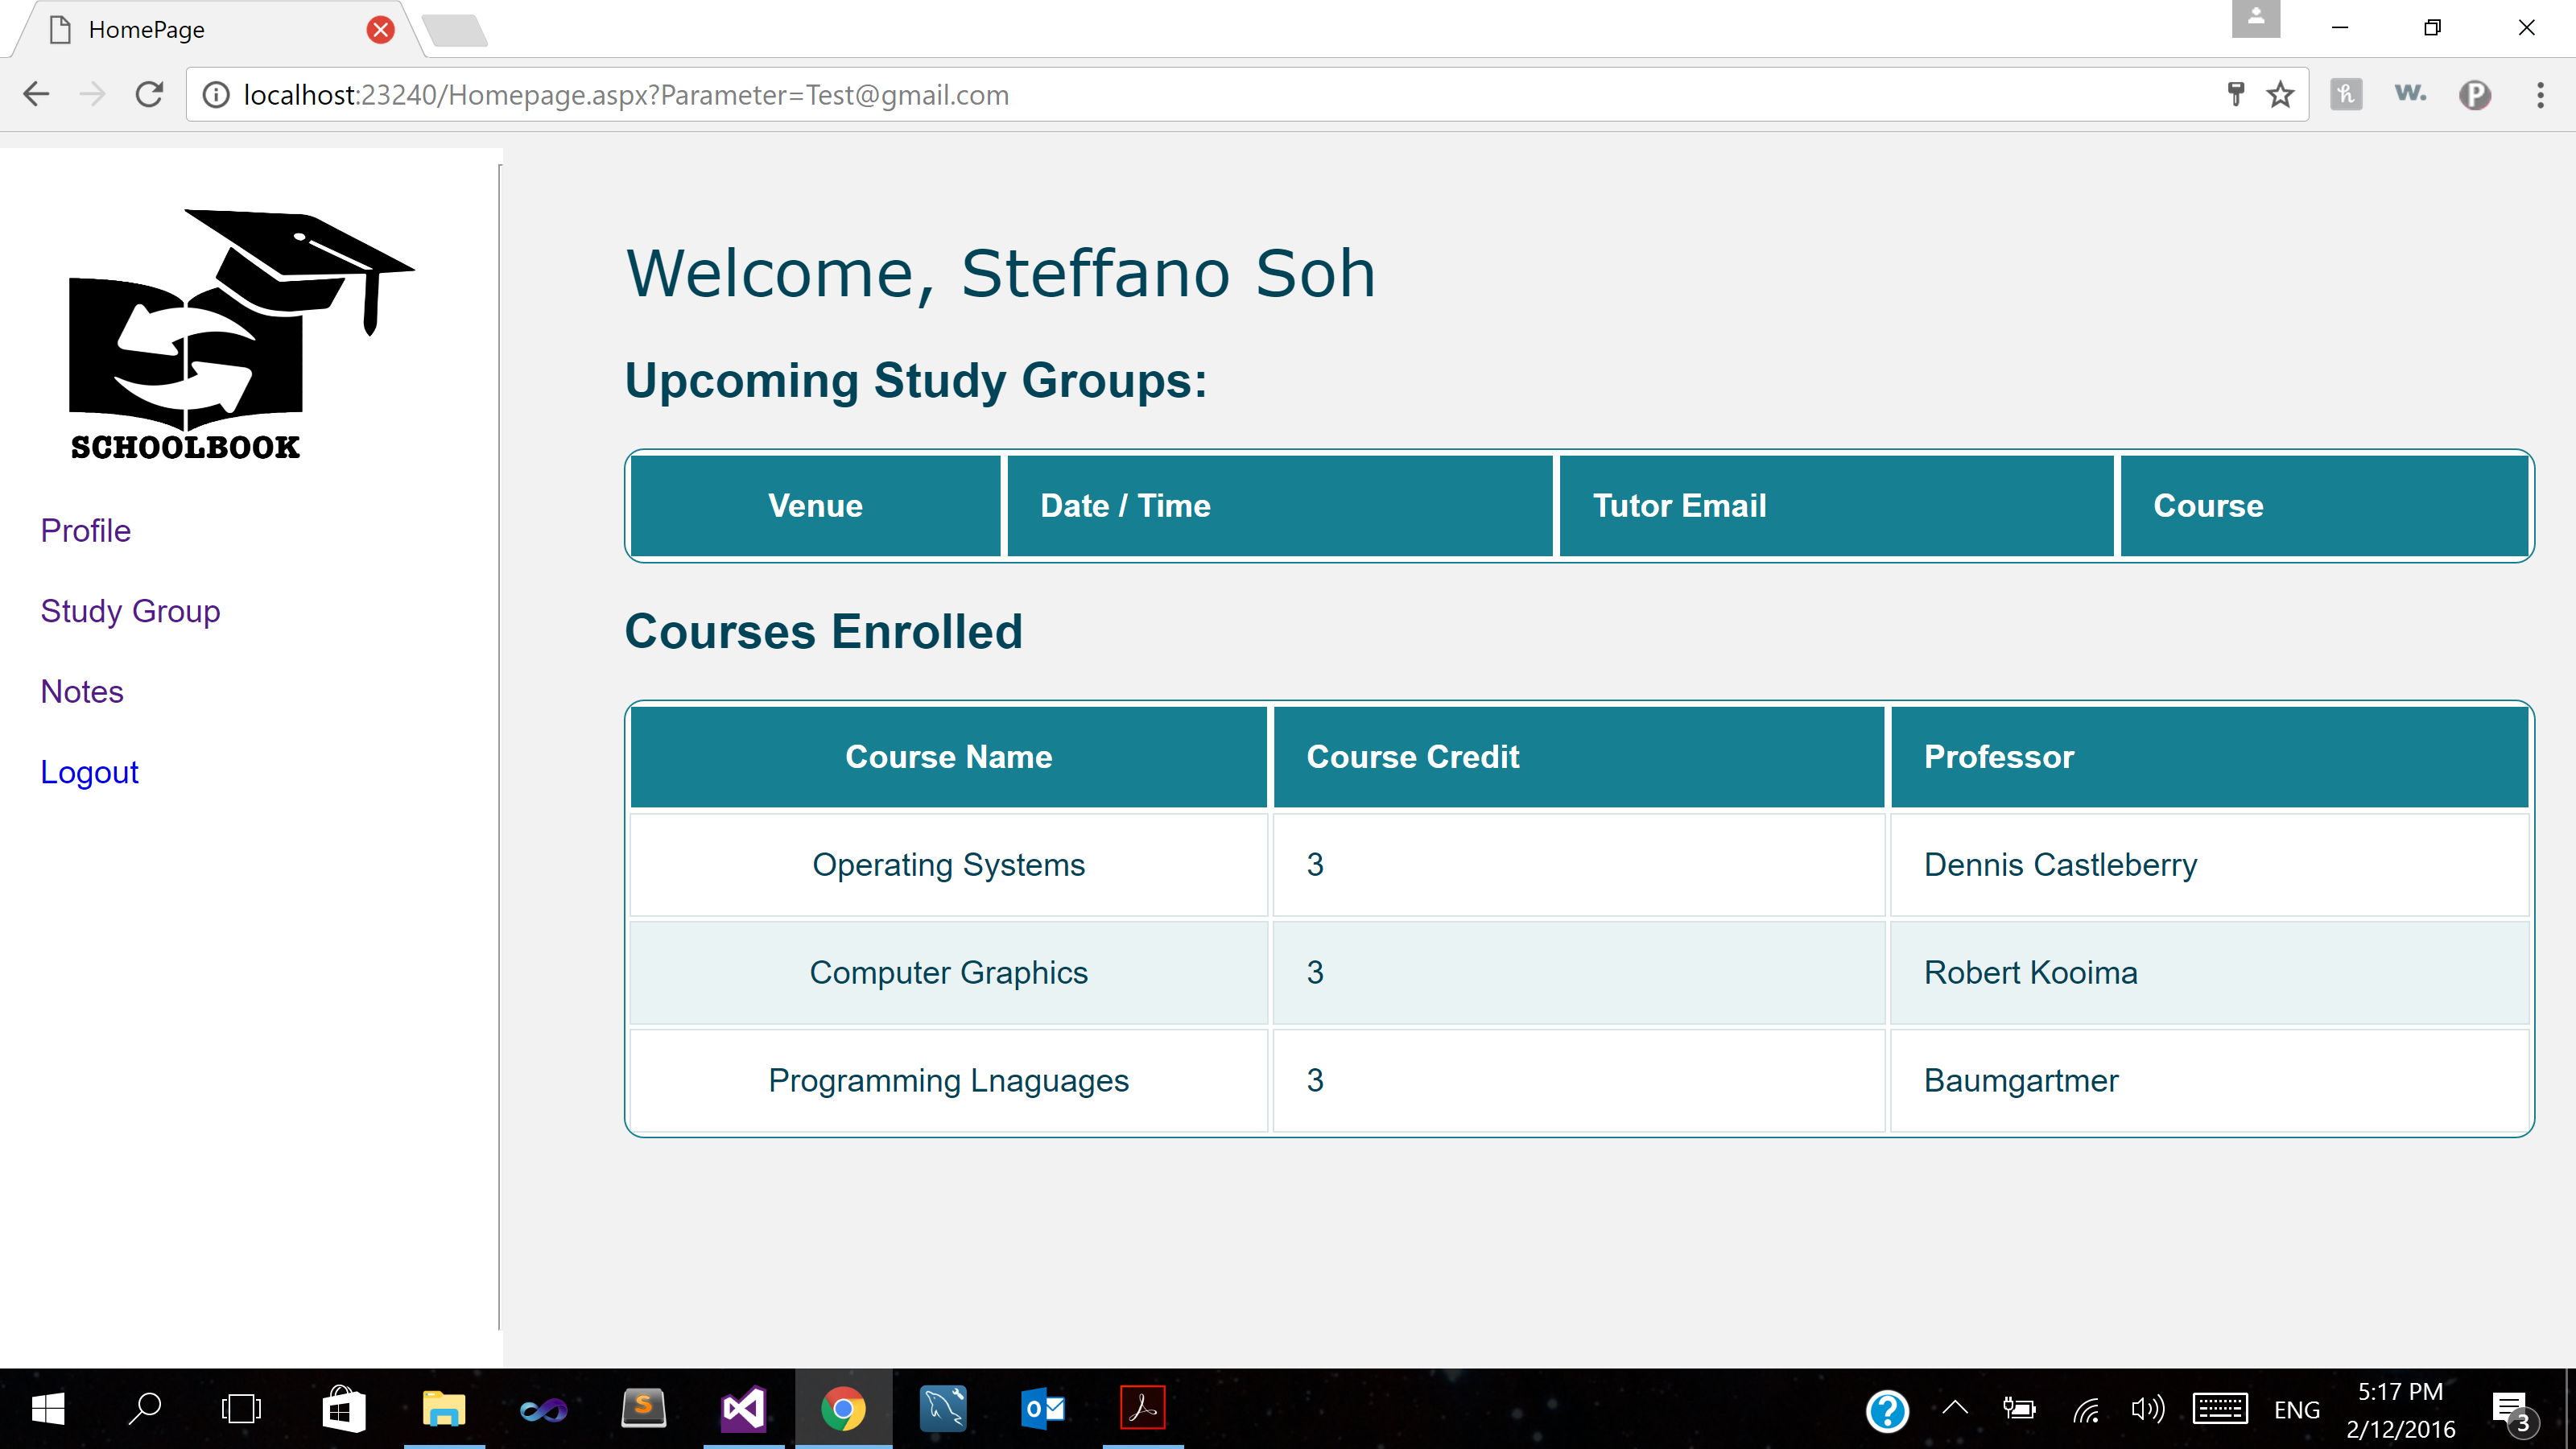 HomePage
localhost:23240/Homepage.aspx?Parameter=Test@gmail.com
SCHOOLBOOK
Profile
Study Group
Notes
Logout
Welcome, Steffano Soh
Upcoming Study Groups:
Venue Date / Time Tutor Email Course
Courses Enrolled
Course Name Course Credit Professor
Operating Systems 3 Dennis Castleberry
Computer Graphics 3 Robert Kooima
Programming Lnaguages 3 Baumgartmer
ENG
5:17 PM
2/12/2016
3